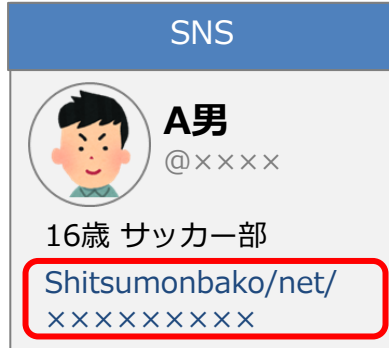 SNS
A男
@××××
16歳 サッカー部
Shitsumonbako/net/
×××××××××